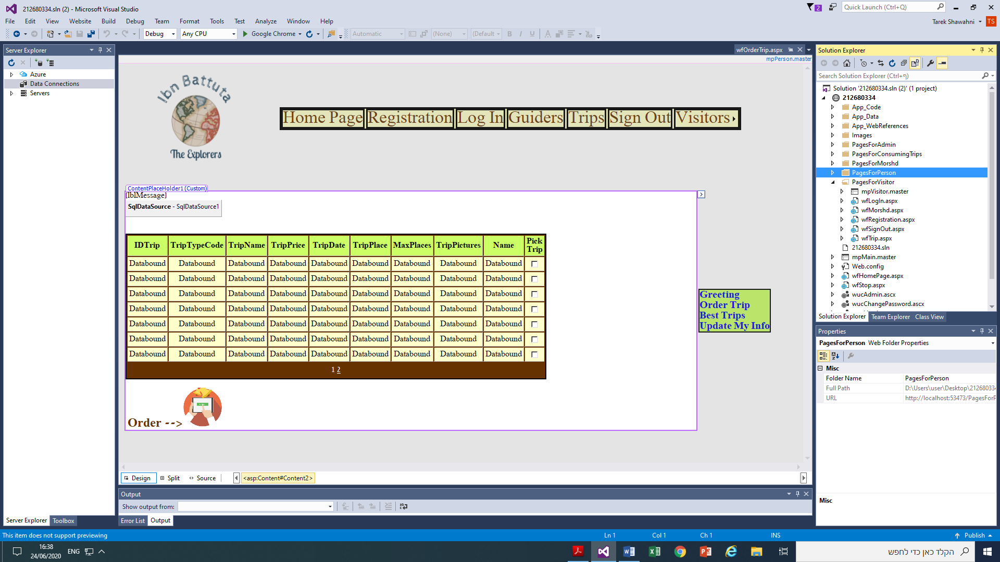 212680334.sln (2) - Microsoft Visual Studio
2
Quick Launch (Ctrl+Q)
File Edit View Website Build Debug Team Format Tools Test Analyze Window Help
Tarek Shawahni TS
Debug Any CPU Google Chrome Automatic (None) (Default
Server Explorer
Azure
Data Connections
Servers
wfOrderTrip.aspx
mpPerson.master
Ibn Battuta
The Explorers
Home Page Registration Log In Guiders Trips Sign Out Visitors
ContentPlaceHolder1 (Custom)
[lblMessage]
SqlDataSource - SqlDataSource1
IDTrip TripTypeCode TripName TripPrice TripDate TripPlace MaxPlaces TripPictures Name Pick Trip
Databound Databound Databound Databound Databound Databound Databound Databound Databound
Databound Databound Databound Databound Databound Databound Databound Databound Databound
Databound Databound Databound Databound Databound Databound Databound Databound Databound
Databound Databound Databound Databound Databound Databound Databound Databound Databound
Databound Databound Databound Databound Databound Databound Databound Databound Databound
Databound Databound Databound Databound Databound Databound Databound Databound Databound
Databound Databound Databound Databound Databound Databound Databound Databound Databound
1 2
Order -->
Greeting
Order Trip
Best Trips
Update My Info
Design Split Source <asp:Content#Content2>
Output
Show output from:
Server Explorer Toolbox
Error List Output
Solution Explorer
Search Solution Explorer (Ctrl+ף)
Solution '212680334.sln (2)' (1 project)
212680334
App_Code
App_Data
App_WebReferences
Images
PagesForAdmin
PagesForConsumingTrips
PagesForMorshd
PagesForPerson
PagesForVisitor
mpVisitor.master
wfLogIn.aspx
wfMorshd.aspx
wfRegistration.aspx
wfSignOut.aspx
wfTrip.aspx
212680334.sln
mpMain.master
Web.config
wfHomePage.aspx
wfStop.aspx
wucAdmin.ascx
wucChangePassword.ascx
Solution Explorer Team Explorer Class View
Properties
PagesForPerson Web Folder Properties
Misc
Folder Name PagesForPerson
Full Path D:\Users\user\Desktop\212680334
URL http://localhost:53473/PagesForP
Misc
This item does not support previewing
Ln 1 Col 1 Ch 1 INS Publish
16:38
24/06/2020
ENG
הקלד כאן כדי לחפש